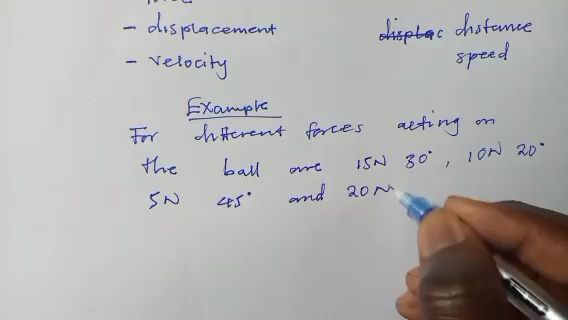 - displacement
distance
- velocity
speed
Example
For different forces acting on
the ball are 15N 30°, 10N 20°
5N 45° and 20N